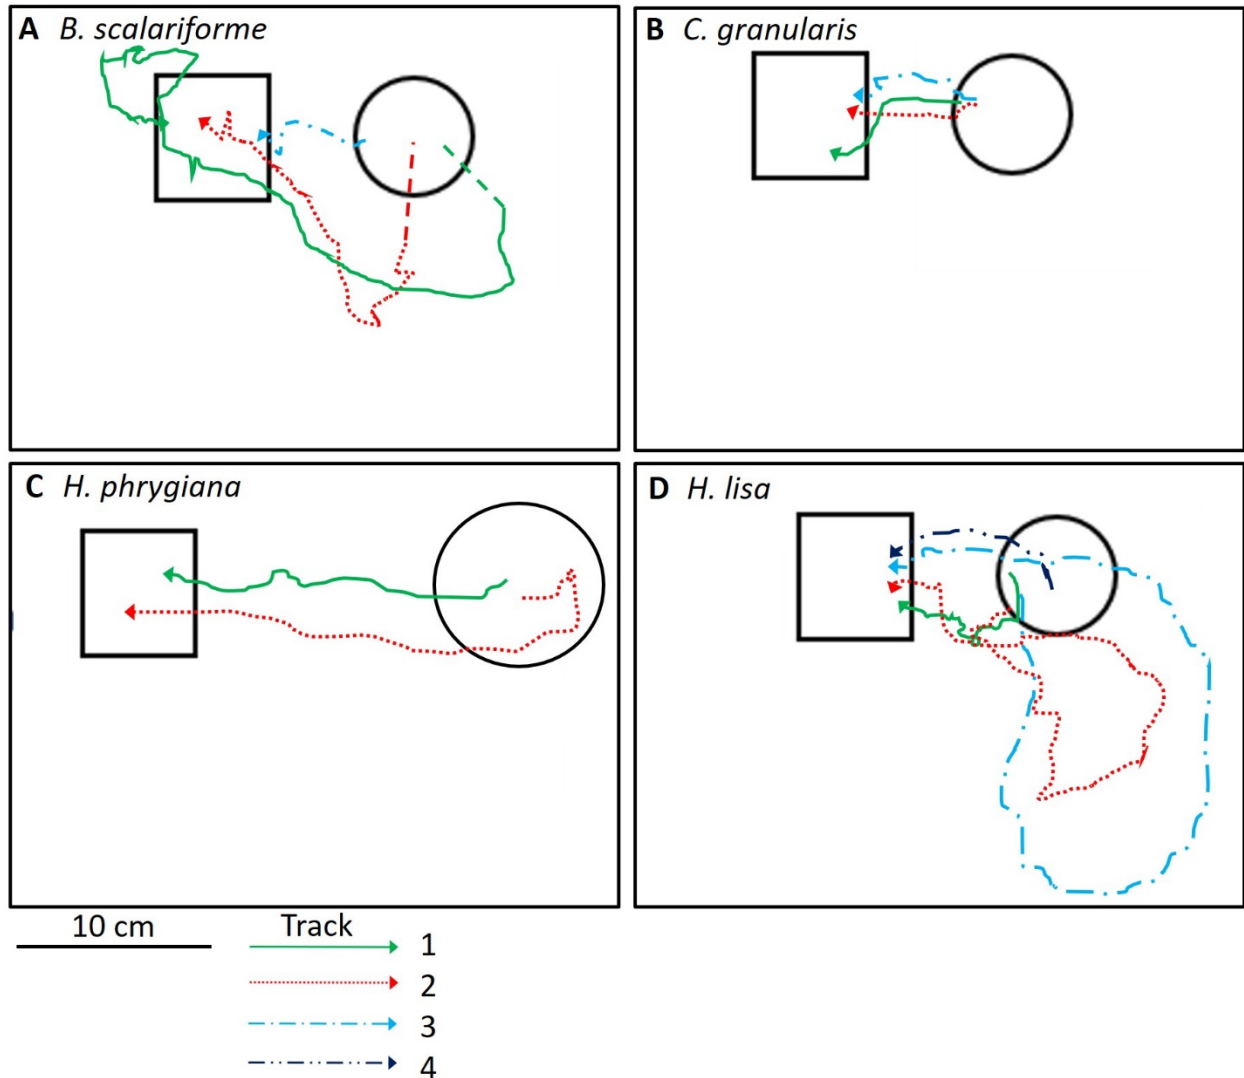 A B. scalariforme
B C. granularis
C H. phrygiana
D H. lisa
10 cm
Track
1
2
3
4